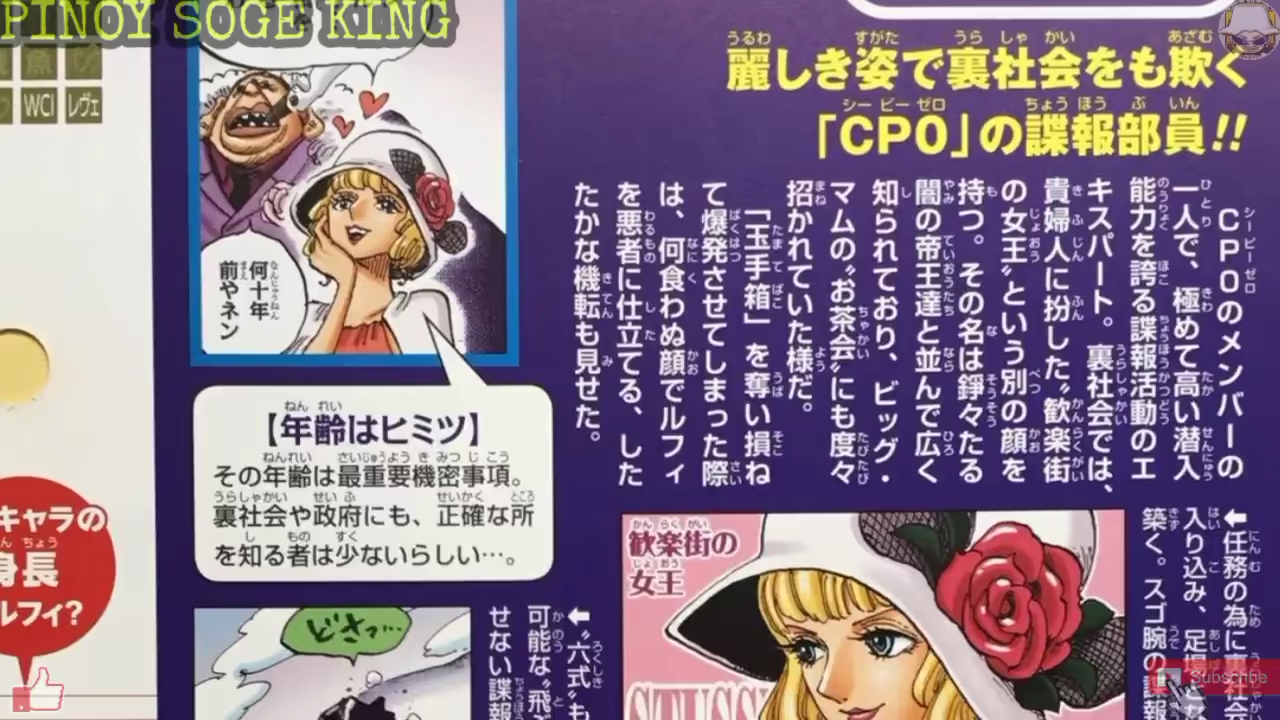 PINOY SOGE KING
WCI
レヴェ
麗しき姿で裏社会をも欺く
「CP0」の諜報部員!!
CP0のメンバーの
一人で、極めて高い潜入
能力を誇る諜報活動のエ
キスパート。裏社会では、
貴婦人に扮した“歓楽街
の女王”という別の顔を
持つ。その名は錚々たる
闇の帝王達と並んで広く
知られており、ビッグ・
マムの“お茶会”にも度々
招かれていた様だ。
「玉手箱」を奪い損ね
て爆発させてしまった際
は、何食わぬ顔でルフィ
を悪者に仕立てる、した
たかな機転も見せた。
何十年
前やネン
【年齢はヒミツ】
その年齢は最重要機密事項。
裏社会や政府にも、正確な所
を知る者は少ないらしい…。
キャラの
身長
ルフィ?
歓楽街の
女王
STUSSY
←任務の為に裏社会
入り込み、足場
築く。スゴ腕の諜報
←“六式”も
可能な“飛
せない諜報
どさっ…
Subscribe